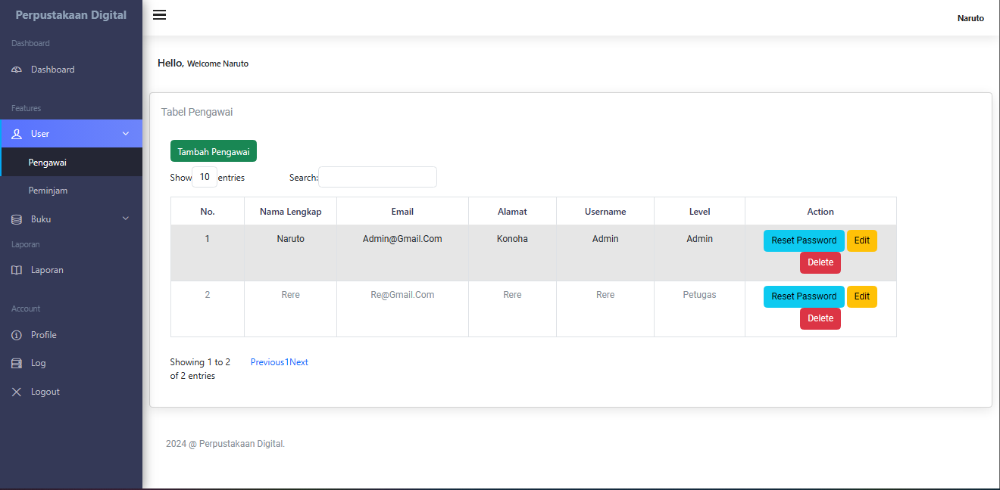 Perpustakaan Digital
Naruto
Dashboard
Dashboard
Features
User
Pengawai
Peminjam
Buku
Laporan
Laporan
Account
Profile
Log
Logout
Hello, Welcome Naruto
Tabel Pengawai
Tambah Pengawai
Show 10 entries Search:
No. Nama Lengkap Email Alamat Username Level Action
1 Naruto Admin@Gmail.Com Konoha Admin Admin Reset Password Edit
Delete
2 Rere Re@Gmail.Com Rere Rere Petugas Reset Password Edit
Delete
Showing 1 to 2 Previous1Next
of 2 entries
2024 @ Perpustakaan Digital.